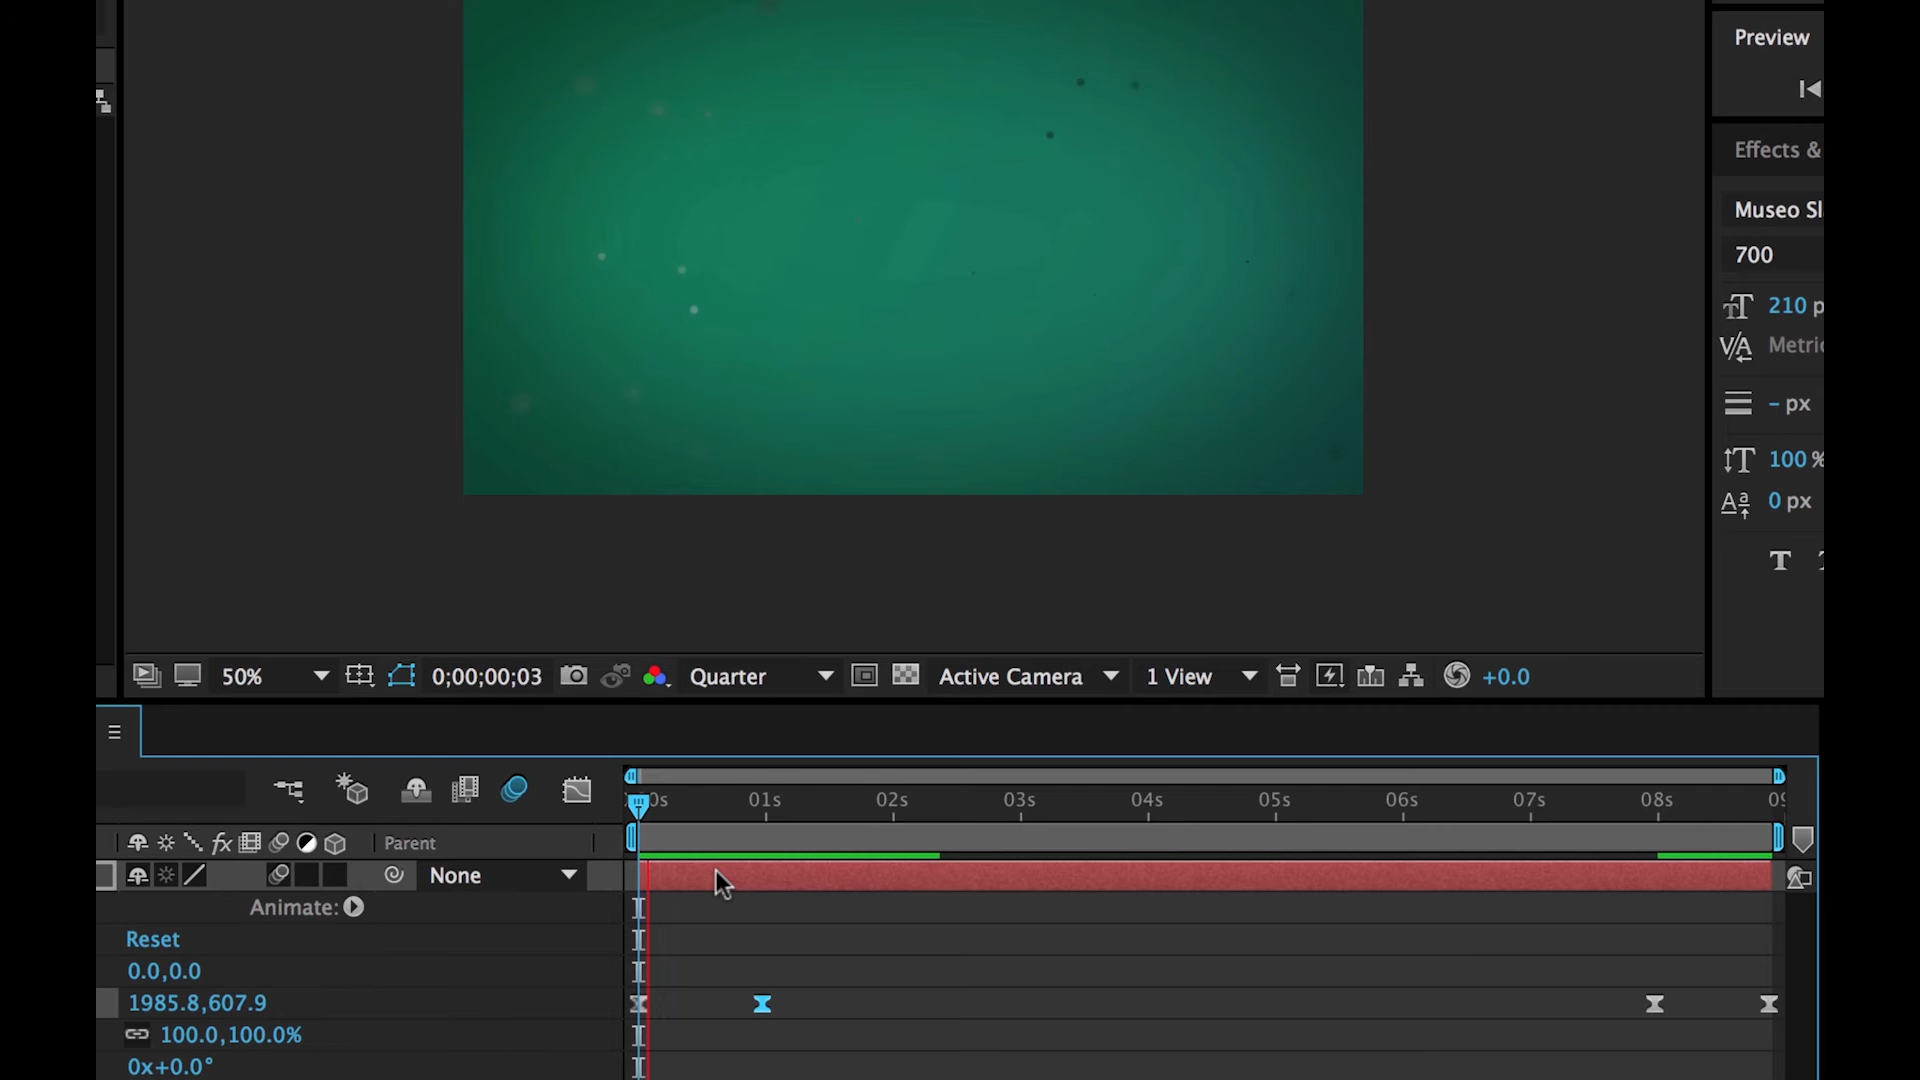 Preview
Effects &
Museo Sl
700
210 p
Metric
- px
100 %
0 px
T
50%
0;00;00;03
Quarter
Active Camera
1 View
+0.0
0s 01s 02s 03s 04s 05s 06s 07s 08s 09
fx
Parent
None
Animate:
Reset
0.0,0.0
1985.8,607.9
100.0,100.0%
0x+0.0°